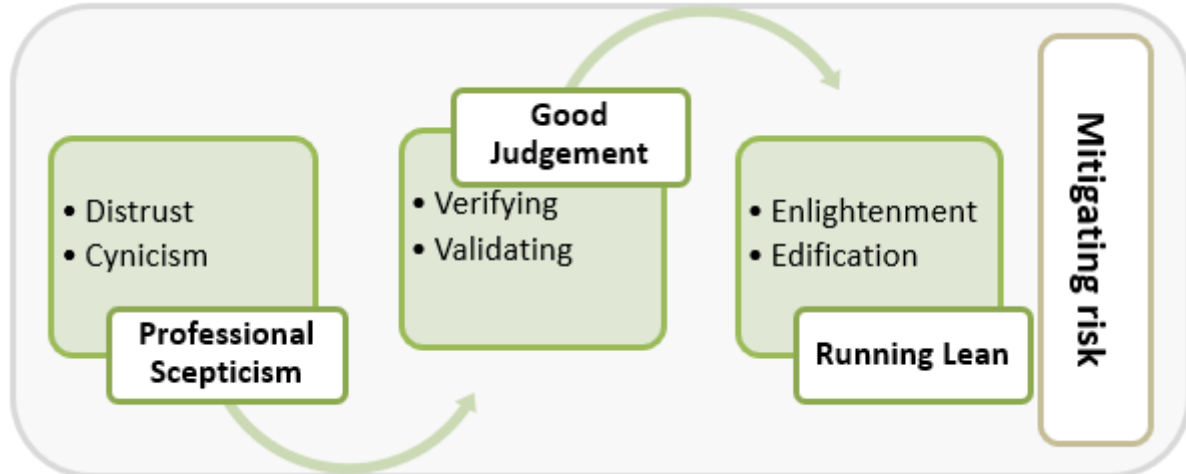 • Distrust
• Cynicism
Professional
Scepticism
Good
Judgement
• Verifying
• Validating
• Enlightenment
• Edification
Running Lean
Mitigating risk